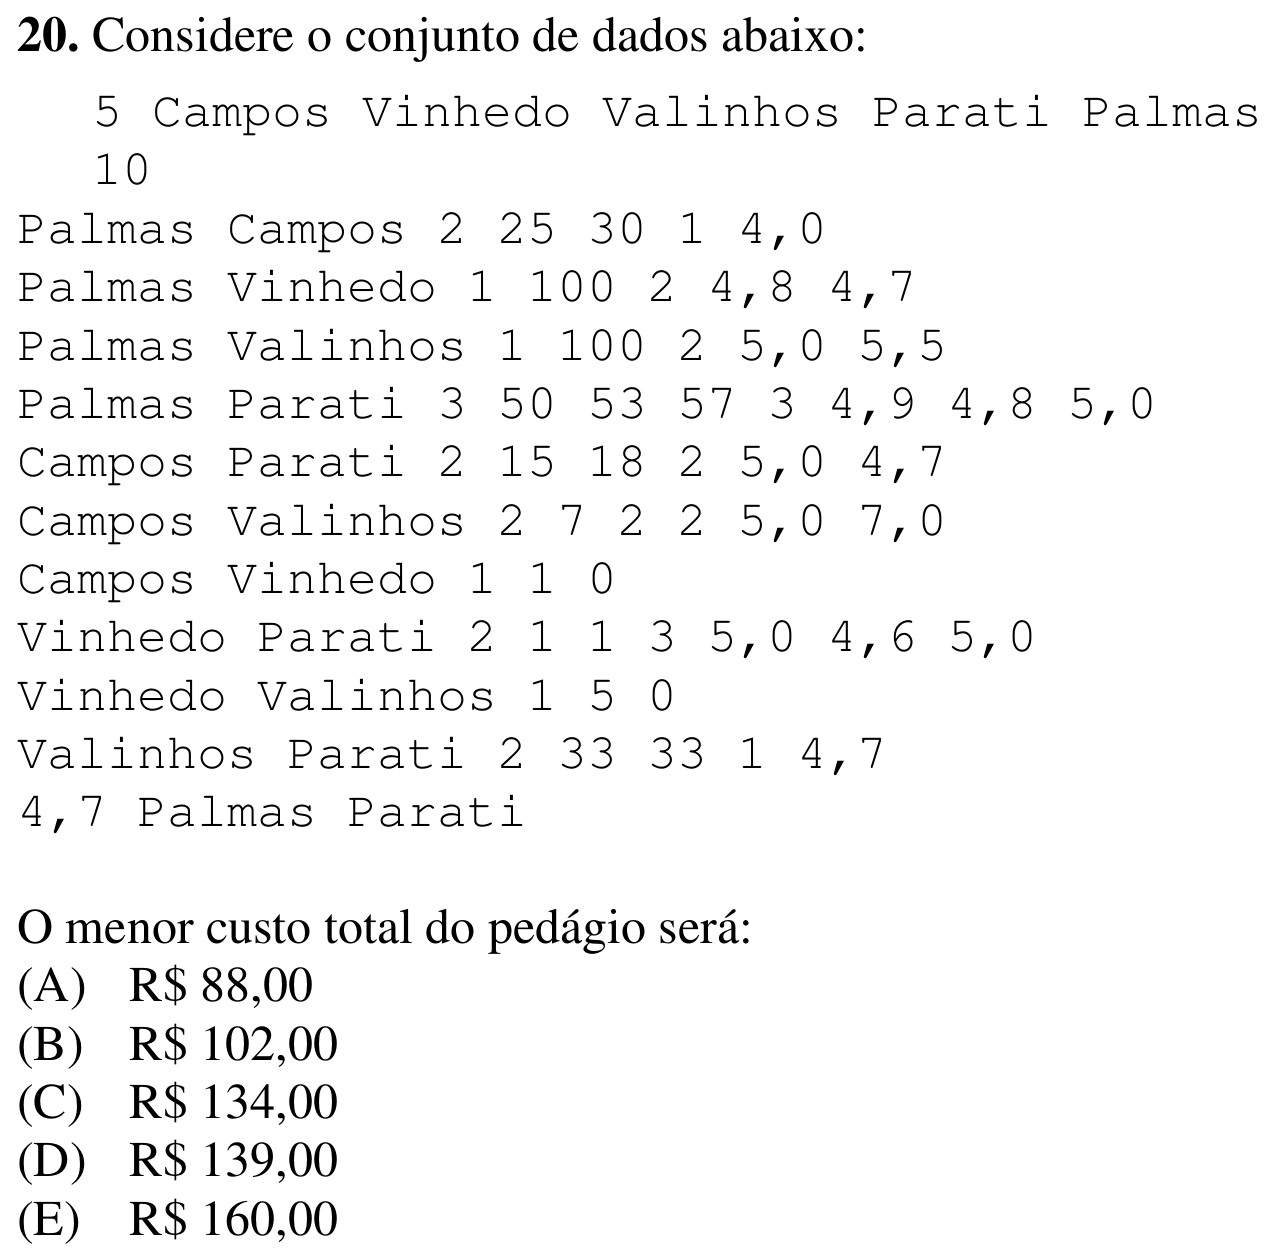 20. Considere o conjunto de dados abaixo:
5 Campos Vinhedo Valinhos Parati Palmas
10
Palmas Campos 2 25 30 1 4,0
Palmas Vinhedo 1 100 2 4,8 4,7
Palmas Valinhos 1 100 2 5,0 5,5
Palmas Parati 3 50 53 57 3 4,9 4,8 5,0
Campos Parati 2 15 18 2 5,0 4,7
Campos Valinhos 2 7 2 2 5,0 7,0
Campos Vinhedo 1 1 0
Vinhedo Parati 2 1 1 3 5,0 4,6 5,0
Vinhedo Valinhos 1 5 0
Valinhos Parati 2 33 33 1 4,7
4,7 Palmas Parati
O menor custo total do pedágio será:
(A) R$ 88,00
(B) R$ 102,00
(C) R$ 134,00
(D) R$ 139,00
(E) R$ 160,00